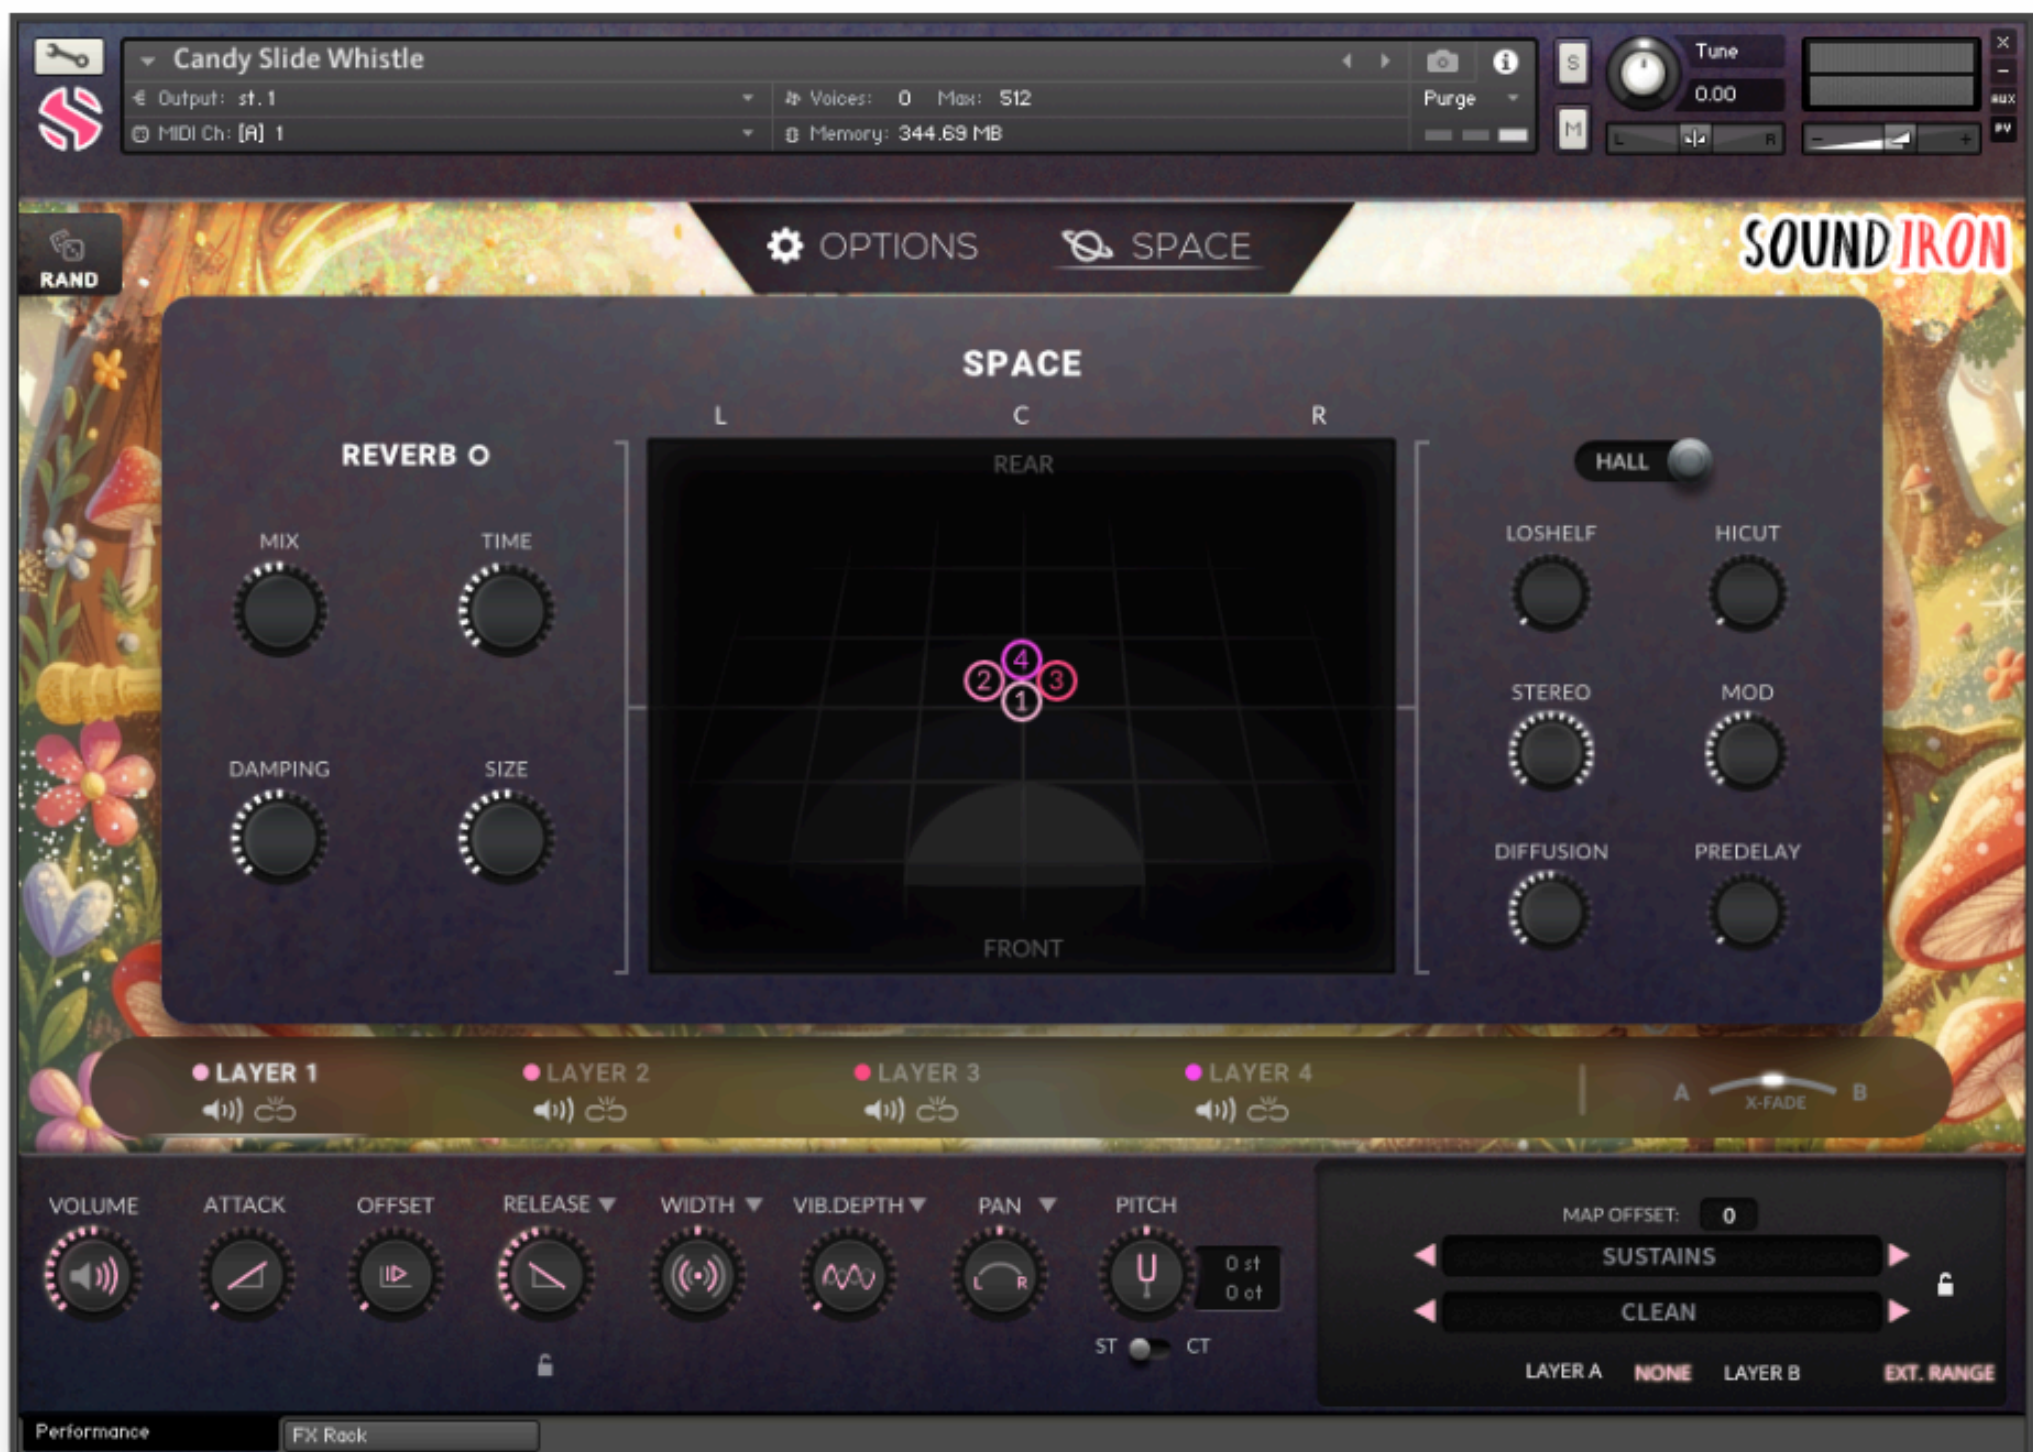 Candy Slide Whistle
Output: st.1
Voices: 0 Max: 512
Purge
MIDI Ch: [A] 1
Memory: 344.69 MB
S
M
Tune
0.00
L R
- +
X
AUX
PV
RAND
OPTIONS
SPACE
SOUNDIRON
SPACE
L C R
REVERB
REAR
HALL
MIX
TIME
LOSHELF
HICUT
4
2
3
1
STEREO
MOD
DAMPING
SIZE
DIFFUSION
PREDELAY
FRONT
LAYER 1
LAYER 2
LAYER 3
LAYER 4
A
X-FADE
B
VOLUME
ATTACK
OFFSET
RELEASE
WIDTH
VIB.DEPTH
PAN
PITCH
L R
0 st
0 ct
ST
CT
MAP OFFSET: 0
SUSTAINS
CLEAN
LAYER A NONE LAYER B EXT. RANGE
Performance
FX Rack